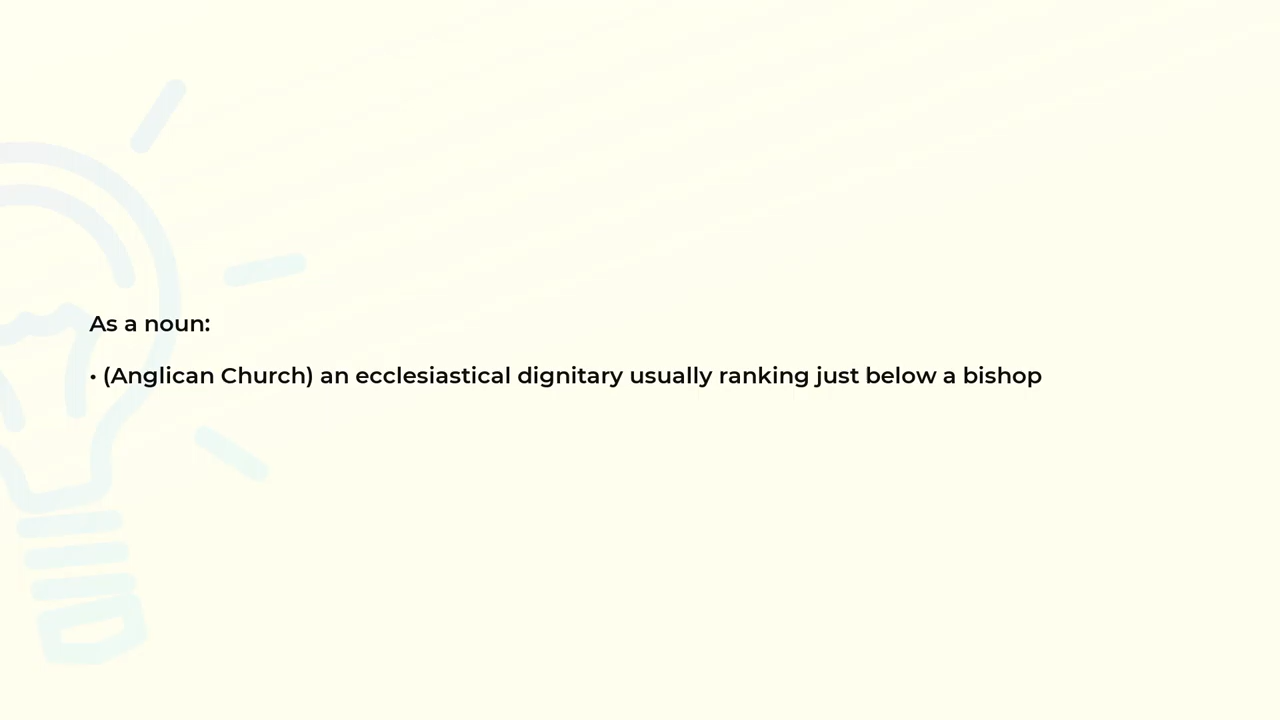 As a noun:
• (Anglican Church) an ecclesiastical dignitary usually ranking just below a bishop